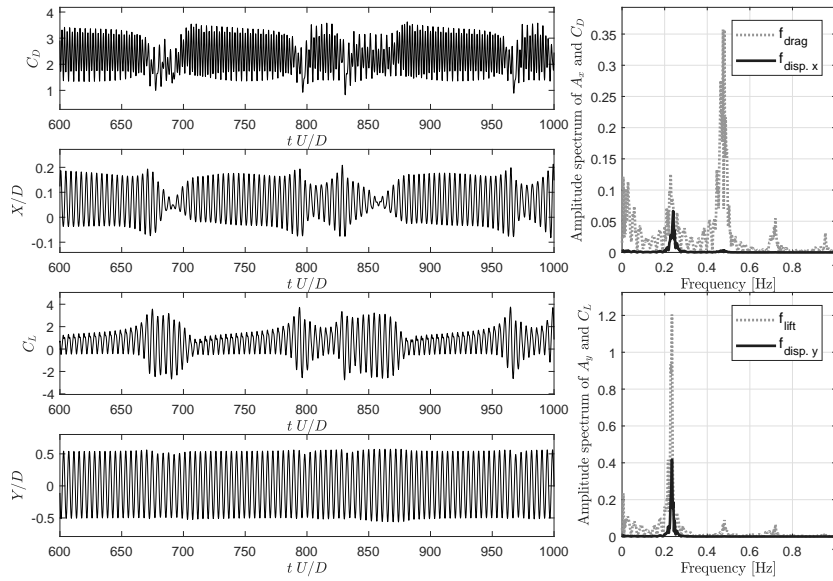 C_D
4
3
2
1
600 650 700 750 800 850 900 950 1000
t U/D
X/D
0.2
0.1
0
-0.1
600 650 700 750 800 850 900 950 1000
t U/D
C_L
4
2
0
-2
-4
600 650 700 750 800 850 900 950 1000
t U/D
Y/D
0.5
0
-0.5
600 650 700 750 800 850 900 950 1000
t U/D
Amplitude spectrum of A_x and C_D
0.35
0.3
0.25
0.2
0.15
0.1
0.05
0
f_drag
f_disp. x
0 0.2 0.4 0.6 0.8 1
Frequency [Hz]
Amplitude spectrum of A_y and C_L
1.2
1
0.8
0.6
0.4
0.2
0
f_lift
f_disp. y
0 0.2 0.4 0.6 0.8 1
Frequency [Hz]